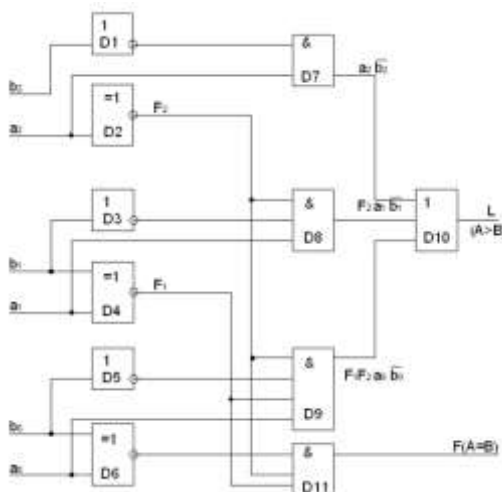 1
D1
&
D7
a₂ b̅₂
b₂
=1
D2
F₂
a₂
1
D3
&
D8
F₂ a₁ b̅₁
1
D10
L
(A>B
b₁
=1
D4
F₁
a₁
1
D5
&
D9
F₁F₂ a₀ b̅₀
b₀
=1
D6
a₀
&
D11
F(A=B)